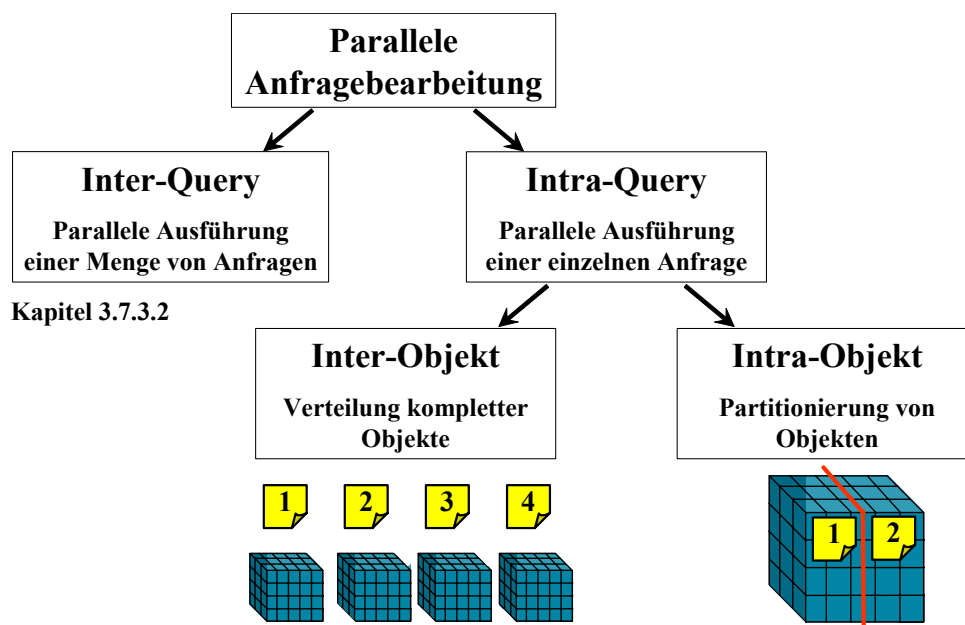 Parallele
Anfragebearbeitung
Inter-Query
Parallele Ausführung
einer Menge von Anfragen
Intra-Query
Parallele Ausführung
einer einzelnen Anfrage
Kapitel 3.7.3.2
Inter-Objekt
Verteilung kompletter
Objekte
Intra-Objekt
Partitionierung von
Objekten
1 2 3 4
1 2